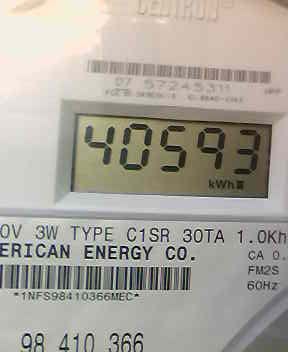 CENTRON
07 57245311
40593
kWh
0V 3W TYPE C1SR 30TA 1.0Kh
ERICAN ENERGY CO.
CA 0.
FM2S
*1NFS98410366MEC*
60Hz
98 410 366